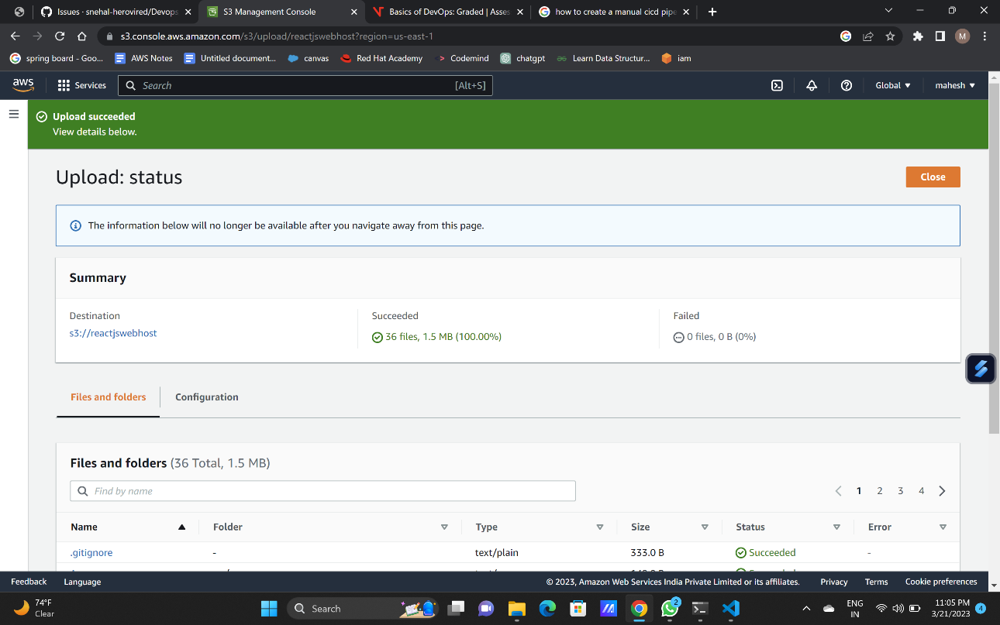 Issues · snehal-herovired/Devops
S3 Management Console
Basics of DevOps: Graded | Asses
how to create a manual cicd pipe
s3.console.aws.amazon.com/s3/upload/reactjswebhost?region=us-east-1
M
spring board - Goo...
AWS Notes
Untitled document...
canvas
Red Hat Academy
Codemind
chatgpt
Learn Data Structur...
iam
aws
Services
Search
[Alt+S]
Global
mahesh
Upload succeeded
View details below.
Upload: status
Close
The information below will no longer be available after you navigate away from this page.
Summary
Destination
s3://reactjswebhost
Succeeded
36 files, 1.5 MB (100.00%)
Failed
0 files, 0 B (0%)
Files and folders
Configuration
Files and folders (36 Total, 1.5 MB)
Find by name
1 2 3 4
Name Folder Type Size Status Error
.gitignore - text/plain 333.0 B Succeeded -
Feedback Language © 2023, Amazon Web Services India Private Limited or its affiliates. Privacy Terms Cookie preferences
74°F
Clear
Search
2
ENG
IN
11:05 PM
3/21/2023
4